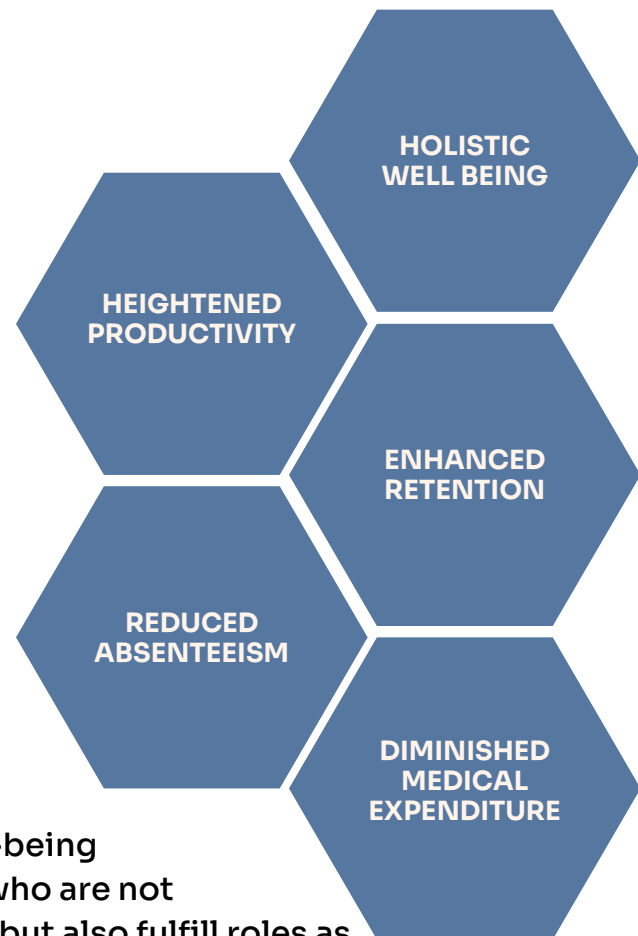 HOLISTIC
WELL BEING
HEIGHTENED
PRODUCTIVITY
ENHANCED
RETENTION
REDUCED
ABSENTEEISM
DIMINISHED
MEDICAL
EXPENDITURE
-being
who are not
but also fulfill roles as